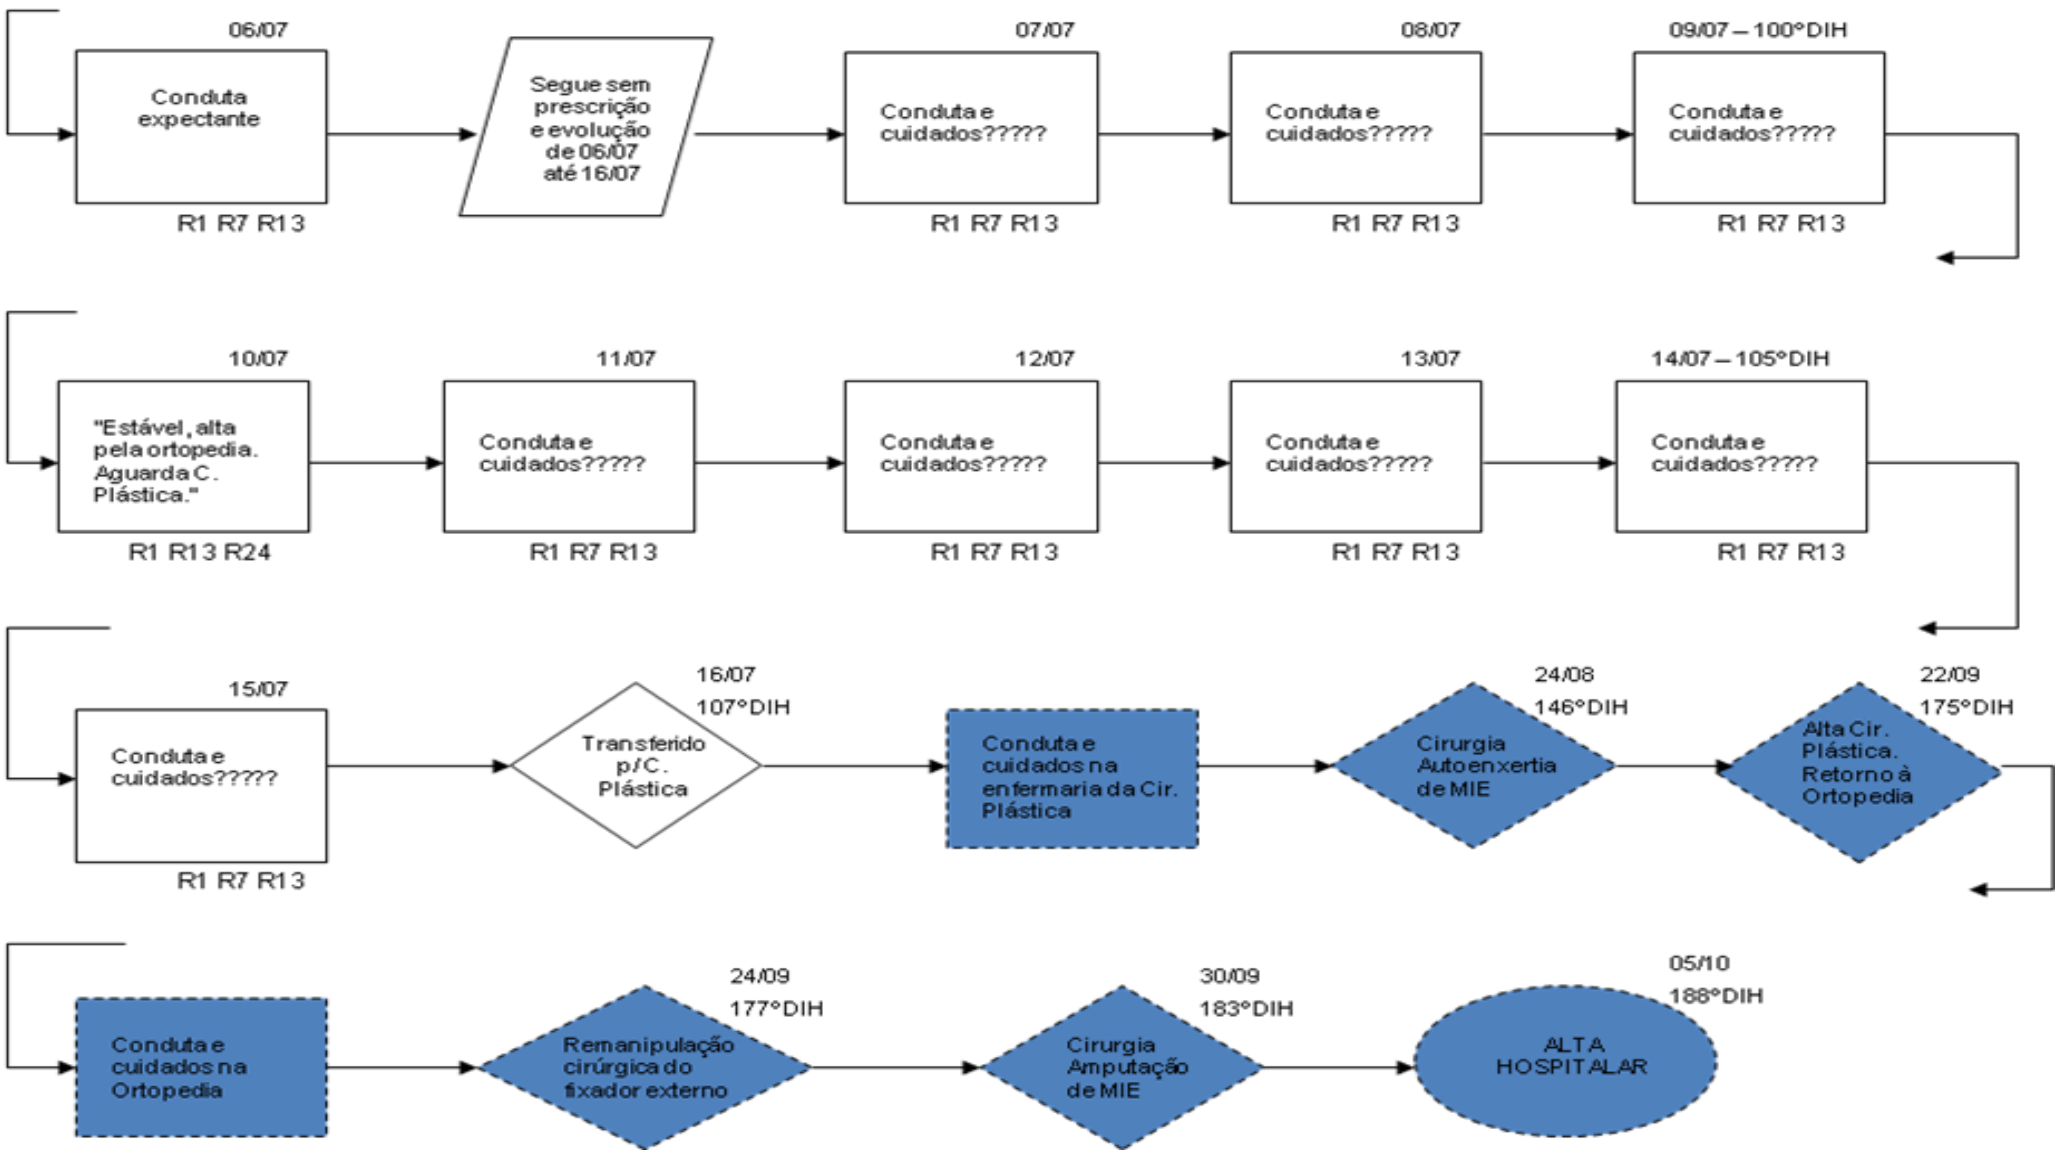 06/07
Conduta
expectante
R1 R7 R13
Segue sem
prescrição
e evolução
de 06/07
até 16/07
07/07
Conduta e
cuidados?????
R1 R7 R13
08/07
Conduta e
cuidados?????
R1 R7 R13
09/07 – 100°DIH
Conduta e
cuidados?????
R1 R7 R13
10/07
"Estável, alta
pela ortopedia.
Aguarda C.
Plástica."
R1 R13 R24
11/07
Conduta e
cuidados?????
R1 R7 R13
12/07
Conduta e
cuidados?????
R1 R7 R13
13/07
Conduta e
cuidados?????
R1 R7 R13
14/07 – 105°DIH
Conduta e
cuidados?????
R1 R7 R13
15/07
Conduta e
cuidados?????
R1 R7 R13
16/07
107°DIH
Transferido
p/ C.
Plástica
Conduta e
cuidados na
enfermaria da Cir.
Plástica
24/08
146°DIH
Cirurgia
Autoenxertia
de MIE
22/09
175°DIH
Alta Cir.
Plástica.
Retorno à
Ortopedia
Conduta e
cuidados na
Ortopedia
24/09
177°DIH
Remanipulação
cirúrgica do
fixador externo
30/09
183°DIH
Cirurgia
Amputação
de MIE
05/10
188°DIH
ALTA
HOSPITALAR